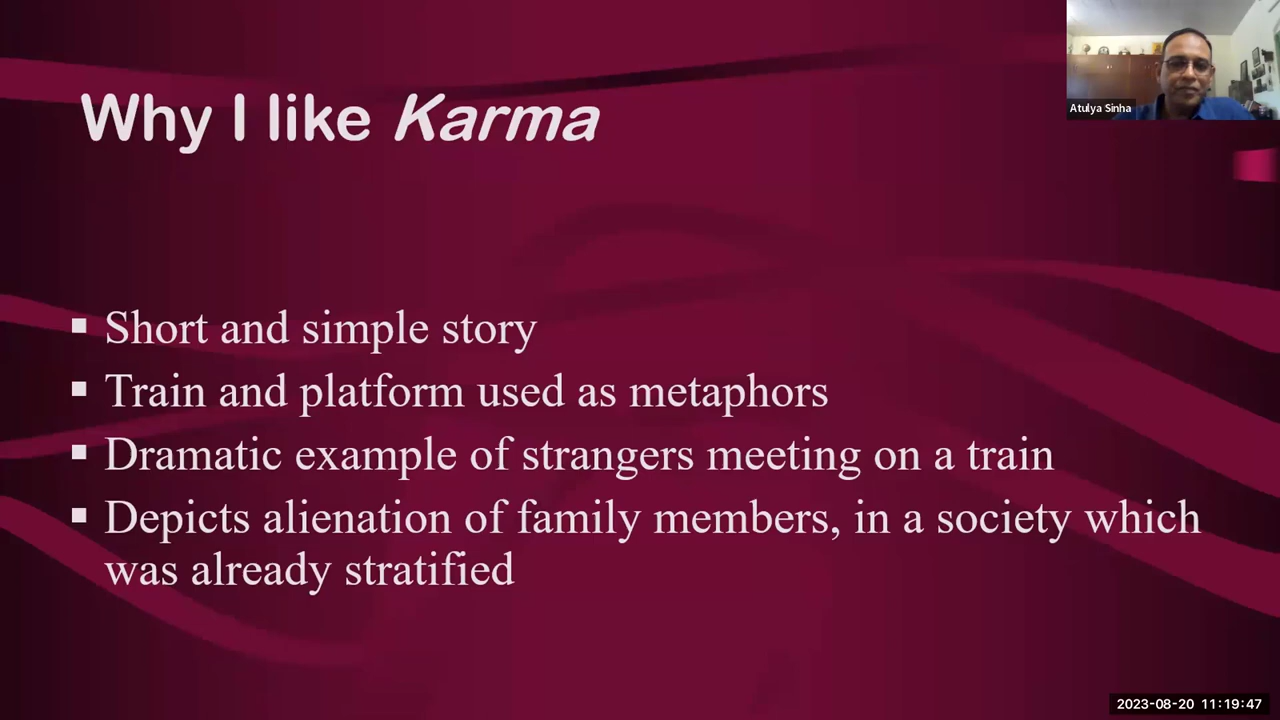 Why I like Karma
Atulya Sinha
▪ Short and simple story
▪ Train and platform used as metaphors
▪ Dramatic example of strangers meeting on a train
▪ Depicts alienation of family members, in a society which
was already stratified
2023-08-20 11:19:47